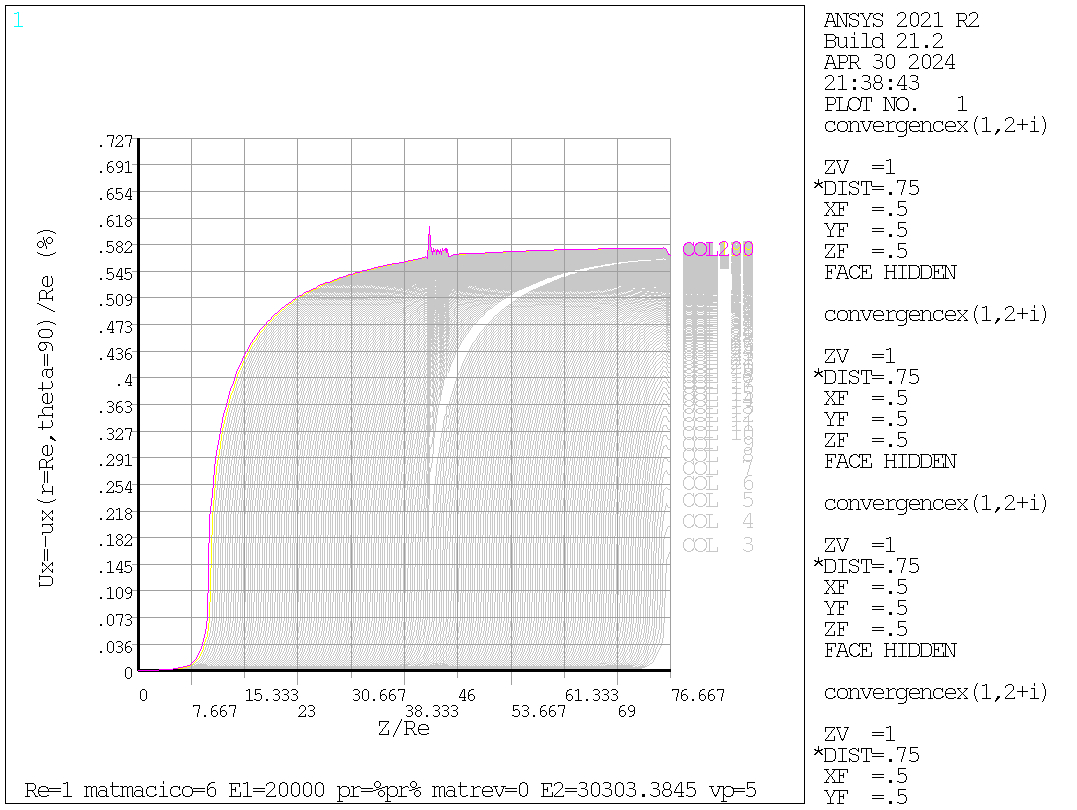 1
ANSYS 2021 R2
Build 21.2
APR 30 2024
21:38:43
PLOT NO.   1
convergencex(1,2+i)
ZV  =1
*DIST=.75
XF  =.5
YF  =.5
ZF  =.5
FACE HIDDEN
convergencex(1,2+i)
ZV  =1
*DIST=.75
XF  =.5
YF  =.5
ZF  =.5
FACE HIDDEN
convergencex(1,2+i)
ZV  =1
*DIST=.75
XF  =.5
YF  =.5
ZF  =.5
FACE HIDDEN
convergencex(1,2+i)
ZV  =1
*DIST=.75
XF  =.5
YF  =.5
Ux=-ux(r=Re,theta=90)/Re (%)
.727
.691
.654
.618
.582
.545
.509
.473
.436
.4
.363
.327
.291
.254
.218
.182
.145
.109
.073
.036
0
COL200
COL  7
COL  6
COL  5
COL  4
COL  3
0
7.667
15.333
23
30.667
38.333
46
53.667
61.333
69
76.667
Z/Re
Re=1 matmacico=6 E1=20000 pr=%pr% matrev=0 E2=30303.3845 vp=5